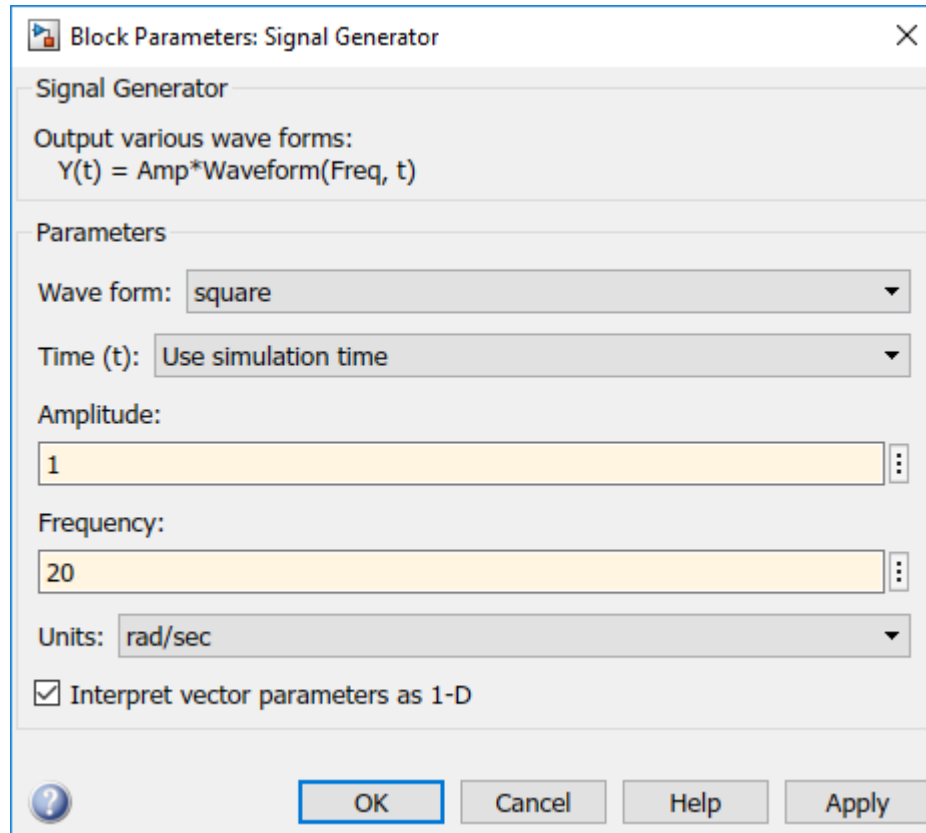 Block Parameters: Signal Generator
Signal Generator
Output various wave forms:
Y(t) = Amp*Waveform(Freq, t)
Parameters
Wave form: square
Time (t): Use simulation time
Amplitude:
1
Frequency:
20
Units: rad/sec
Interpret vector parameters as 1-D
? OK Cancel Help Apply